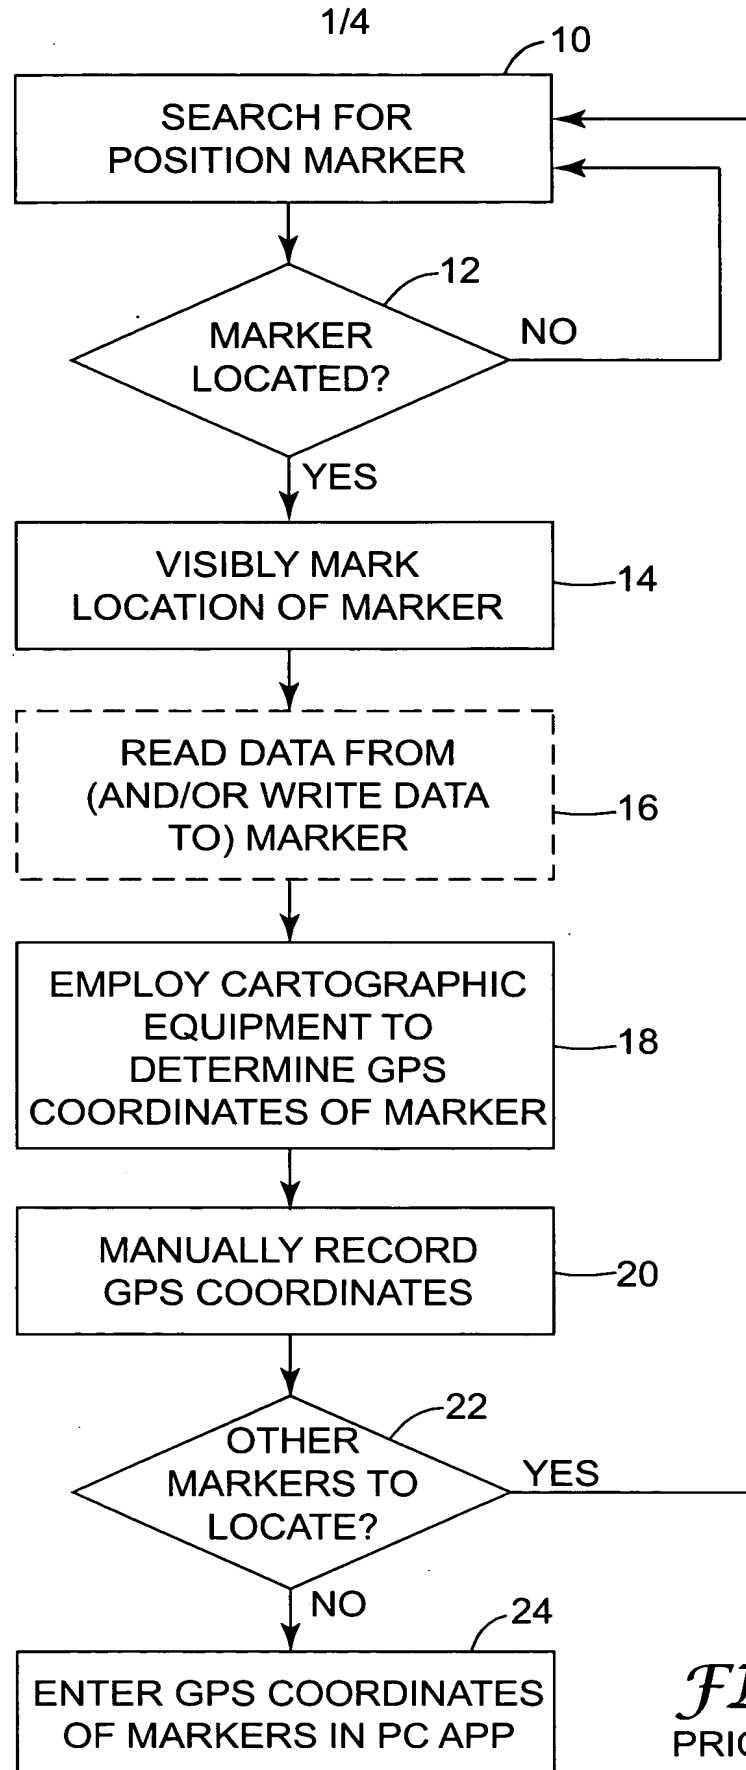 1/4
10
SEARCH FOR
POSITION MARKER
12
MARKER
LOCATED?
NO
YES
VISIBLY MARK
LOCATION OF MARKER
14
READ DATA FROM
(AND/OR WRITE DATA
TO) MARKER
16
EMPLOY CARTOGRAPHIC
EQUIPMENT TO
DETERMINE GPS
COORDINATES OF MARKER
18
MANUALLY RECORD
GPS COORDINATES
20
22
OTHER
MARKERS TO
LOCATE?
YES
NO
24
ENTER GPS COORDINATES
OF MARKERS IN PC APP